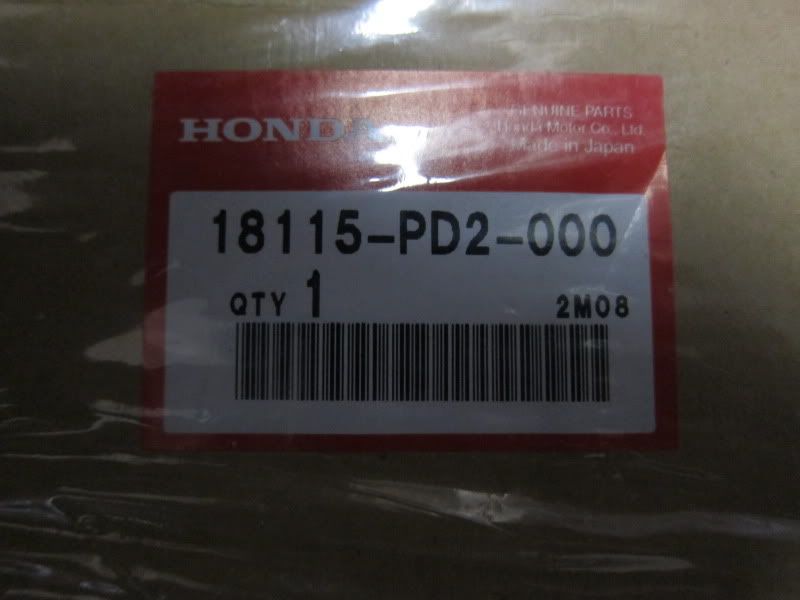 HONDA
GENUINE PARTS
Honda Motor Co., Ltd.
Made in Japan
18115-PD2-000
QTY 1
2M08